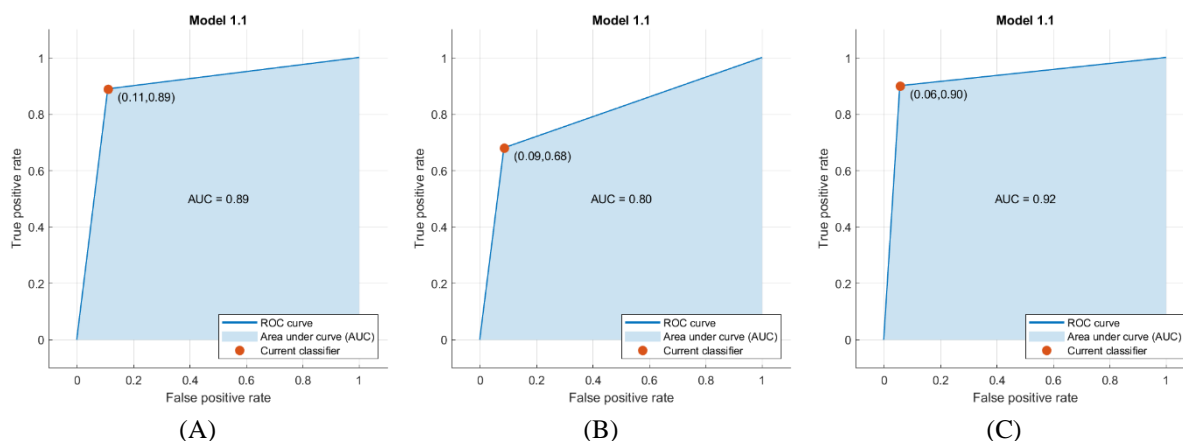 Model 1.1
1
0.8
0.6
0.4
0.2
0
True positive rate
(0.11,0.89)
AUC = 0.89
ROC curve
Area under curve (AUC)
Current classifier
0 0.2 0.4 0.6 0.8 1
False positive rate
(A)
Model 1.1
1
0.8
0.6
0.4
0.2
0
True positive rate
(0.09,0.68)
AUC = 0.80
ROC curve
Area under curve (AUC)
Current classifier
0 0.2 0.4 0.6 0.8 1
False positive rate
(B)
Model 1.1
1
0.8
0.6
0.4
0.2
0
True positive rate
(0.06,0.90)
AUC = 0.92
ROC curve
Area under curve (AUC)
Current classifier
0 0.2 0.4 0.6 0.8 1
False positive rate
(C)